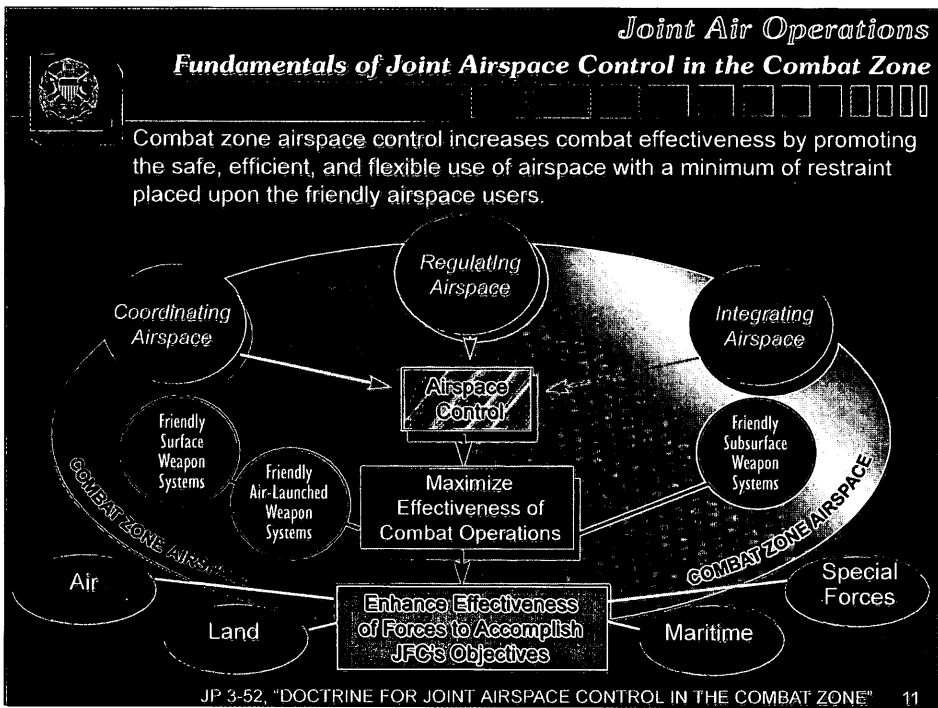 Joint Air Operations
Fundamentals of Joint Airspace Control in the Combat Zone
Combat zone airspace control increases combat effectiveness by promoting
the safe, efficient, and flexible use of airspace with a minimum of restraint
placed upon the friendly airspace users.
Regulating
Airspace
Coordinating
Airspace
Integrating
Airspace
Airspace
Control
Friendly
Surface
Weapon
Systems
Friendly
Air-Launched
Weapon
Systems
Friendly
Subsurface
Weapon
Systems
Maximize
Effectiveness of
Combat Operations
COMBAT ZONE AIRSPACE
COMBAT ZONE AIRSPACE
Air
Land
Enhance Effectiveness
of Forces to Accomplish
JFC's Objectives
Maritime
Special
Forces
JP 3-52, "DOCTRINE FOR JOINT AIRSPACE CONTROL IN THE COMBAT ZONE" 11